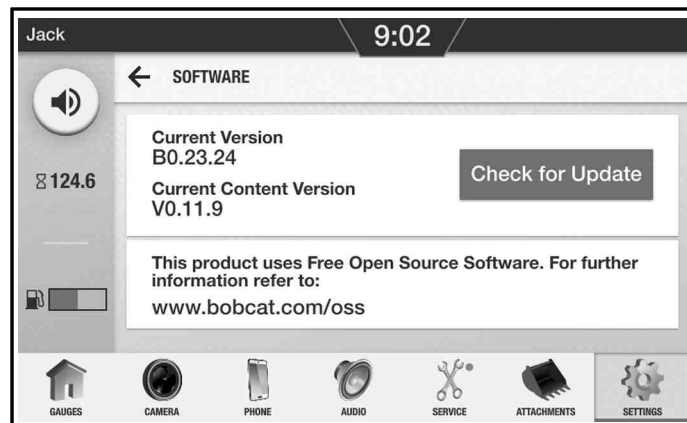 Jack
9:02
SOFTWARE
124.6
Current Version
B0.23.24
Current Content Version
V0.11.9
Check for Update
This product uses Free Open Source Software. For further
information refer to:
www.bobcat.com/oss
GAUGES
CAMERA
PHONE
AUDIO
SERVICE
ATTACHMENTS
SETTINGS